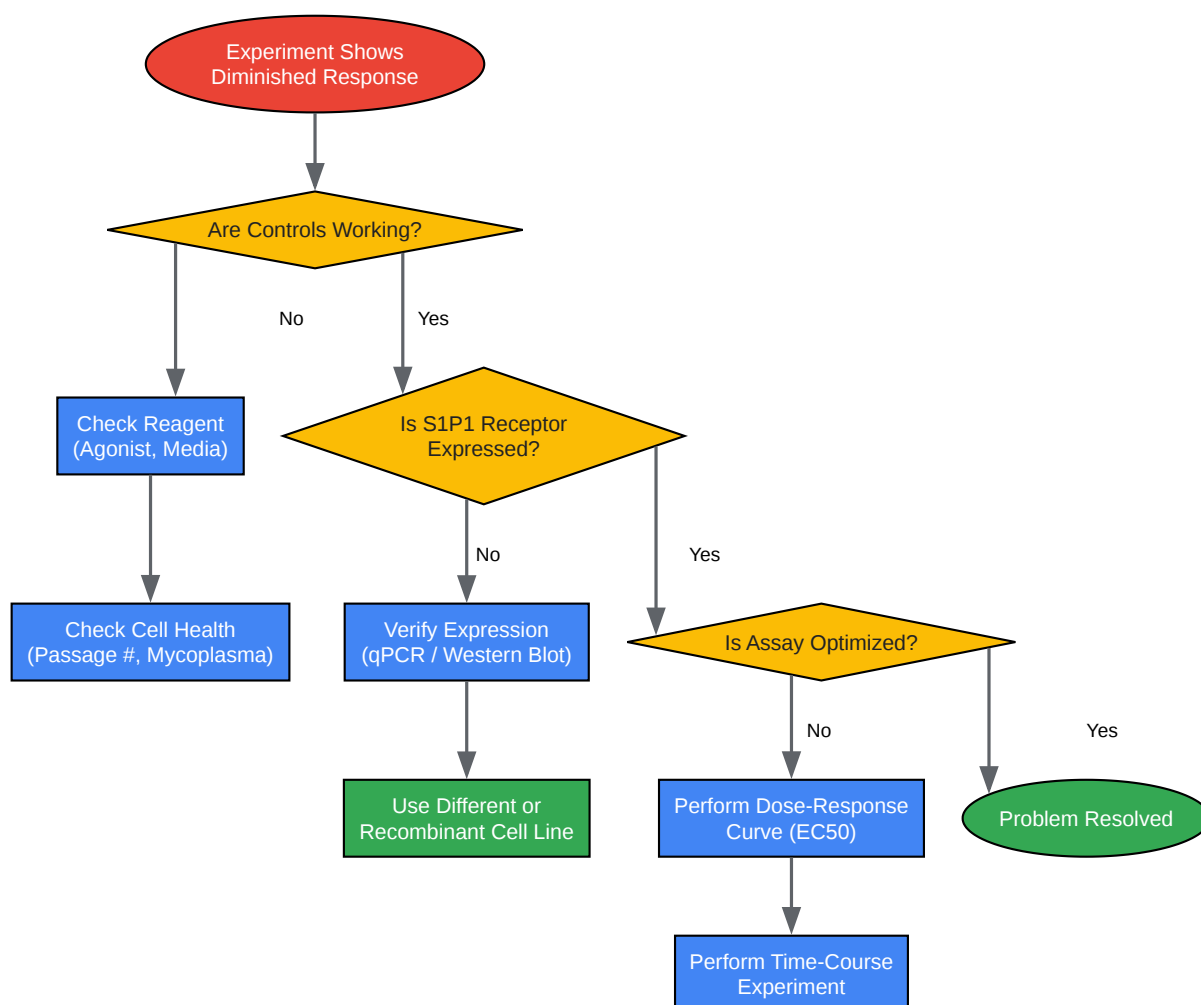 Experiment Shows
Diminished Response
Are Controls Working?
No
Yes
Check Reagent
(Agonist, Media)
Is S1P1 Receptor
Expressed?
No
Yes
Check Cell Health
(Passage #, Mycoplasma)
Verify Expression
(qPCR / Western Blot)
Is Assay Optimized?
No
Yes
Use Different or
Recombinant Cell Line
Perform Dose-Response
Curve (EC50)
Problem Resolved
Perform Time-Course
Experiment